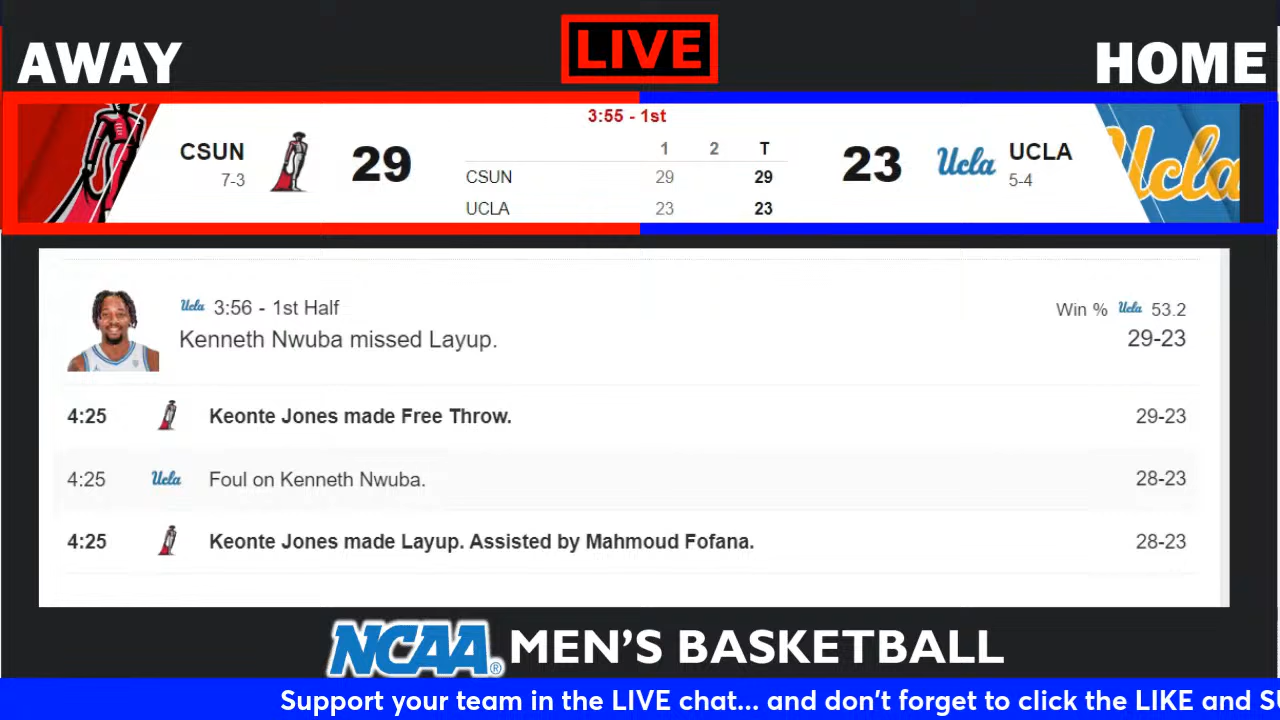 LIVE
AWAY
HOME
3:55 - 1st
CSUN
7-3
29
1 2 T
CSUN 29 29
UCLA 23 23
23
Ucla
UCLA
5-4
Ucla
Ucla 3:56 - 1st Half
Kenneth Nwuba missed Layup.
Win % Ucla 53.2
29-23
4:25 Keonte Jones made Free Throw. 29-23
4:25 Ucla Foul on Kenneth Nwuba. 28-23
4:25 Keonte Jones made Layup. Assisted by Mahmoud Fofana. 28-23
NCAA® MEN'S BASKETBALL
Support your team in the LIVE chat... and don't forget to click the LIKE and S